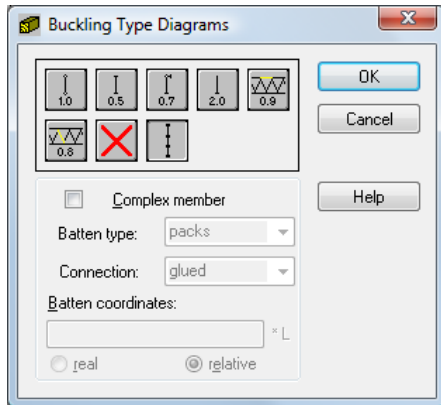 Buckling Type Diagrams
1.0 0.5 0.7 2.0 0.9
OK
0.8
Cancel
Complex member
Help
Batten type: packs
Connection: glued
Batten coordinates:
* L
real relative